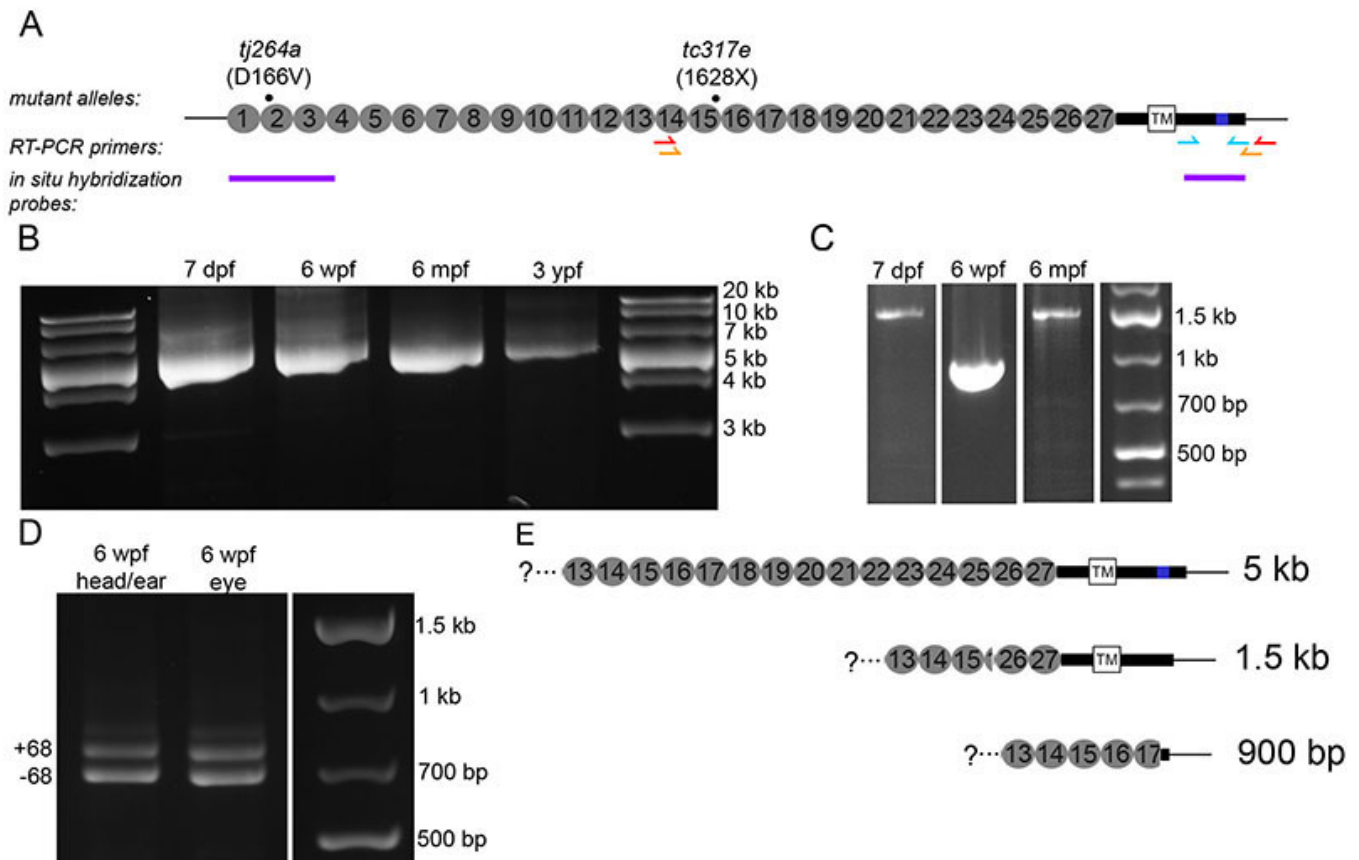 A
tj264a
(D166V)
tc317e
(1628X)
mutant alleles:
1 2 3 4 5 6 7 8 9 10 11 12 13 14 15 16 17 18 19 20 21 22 23 24 25 26 27 TM
RT-PCR primers:
in situ hybridization
probes:
B
7 dpf 6 wpf 6 mpf 3 ypf
20 kb
10 kb
7 kb
5 kb
4 kb
3 kb
C
7 dpf 6 wpf 6 mpf
1.5 kb
1 kb
700 bp
500 bp
D
6 wpf
head/ear
6 wpf
eye
+68
-68
1.5 kb
1 kb
700 bp
500 bp
E
?··· 13 14 15 16 17 18 19 20 21 22 23 24 25 26 27 TM 5 kb
?··· 13 14 15 26 27 TM 1.5 kb
?··· 13 14 15 16 17 900 bp